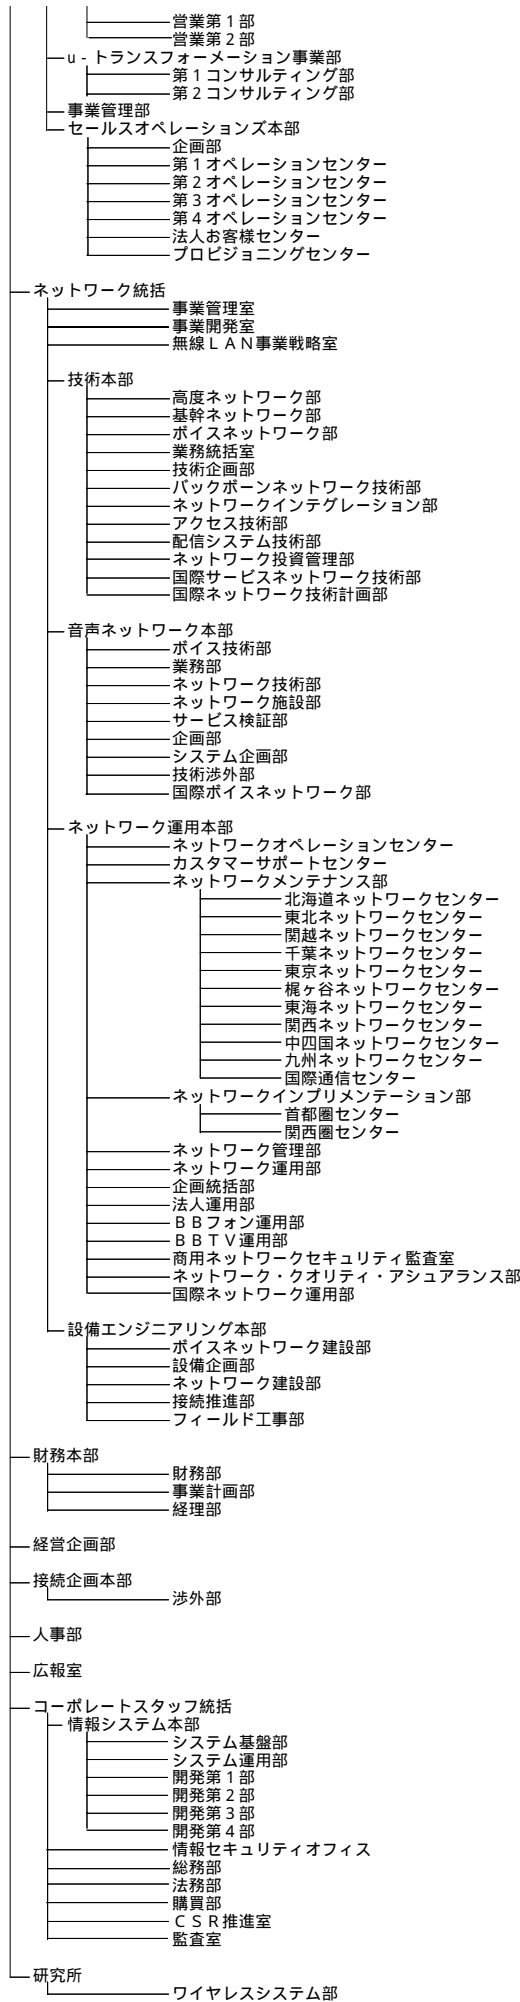 営業第1部
営業第2部
u-トランスフォーメーション事業部
第1コンサルティング部
第2コンサルティング部
事業管理部
セールスオペレーションズ本部
企画部
第1オペレーションセンター
第2オペレーションセンター
第3オペレーションセンター
第4オペレーションセンター
法人お客様センター
プロビジョニングセンター
ネットワーク統括
事業管理室
事業開発室
無線LAN事業戦略室
技術本部
高度ネットワーク部
基幹ネットワーク部
ボイスネットワーク部
業務統括室
技術企画部
バックボーンネットワーク技術部
ネットワークインテグレーション部
アクセス技術部
配信システム技術部
ネットワーク投資管理部
国際サービスネットワーク技術部
国際ネットワーク技術計画部
音声ネットワーク本部
ボイス技術部
業務部
ネットワーク技術部
ネットワーク施設部
サービス検証部
企画部
システム企画部
技術渉外部
国際ボイスネットワーク部
ネットワーク運用本部
ネットワークオペレーションセンター
カスタマーサポートセンター
ネットワークメンテナンス部
北海道ネットワークセンター
東北ネットワークセンター
関越ネットワークセンター
千葉ネットワークセンター
東京ネットワークセンター
梶ヶ谷ネットワークセンター
東海ネットワークセンター
関西ネットワークセンター
中四国ネットワークセンター
九州ネットワークセンター
国際通信センター
ネットワークインプリメンテーション部
首都圏センター
関西圏センター
ネットワーク管理部
ネットワーク運用部
企画統括部
法人運用部
BBフォン運用部
BBTV運用部
商用ネットワークセキュリティ監査室
ネットワーク・クオリティ・アシュアランス部
国際ネットワーク運用部
設備エンジニアリング本部
ボイスネットワーク建設部
設備企画部
ネットワーク建設部
接続推進部
フィールド工事部
財務本部
財務部
事業計画部
経理部
経営企画部
接続企画本部
渉外部
人事部
広報室
コーポレートスタッフ統括
情報システム本部
システム基盤部
システム運用部
開発第1部
開発第2部
開発第3部
開発第4部
情報セキュリティオフィス
総務部
法務部
購買部
CSR推進室
監査室
研究所
ワイヤレスシステム部